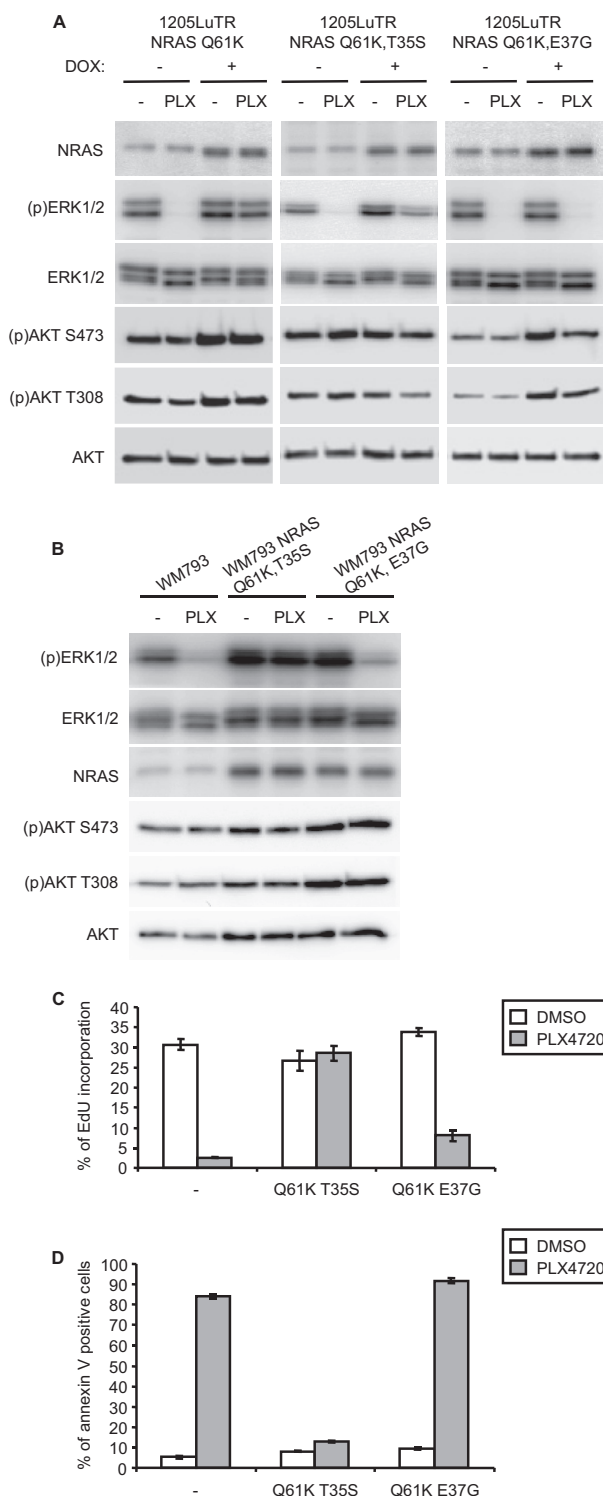 A
1205LuTR 1205LuTR 1205LuTR
NRAS Q61K NRAS Q61K,T35S NRAS Q61K,E37G
DOX: - + - + - +
- PLX - PLX - PLX - PLX - PLX - PLX
NRAS
(p)ERK1/2
ERK1/2
(p)AKT S473
(p)AKT T308
AKT
B
WM793
WM793 NRAS
Q61K,T35S
WM793 NRAS
Q61K, E37G
- PLX - PLX - PLX
(p)ERK1/2
ERK1/2
NRAS
(p)AKT S473
(p)AKT T308
AKT
C
% of EdU incorporation
40
35
30
25
20
15
10
5
0
- Q61K T35S Q61K E37G
DMSO
PLX4720
D
% of annexin V positive cells
100
90
80
70
60
50
40
30
20
10
0
- Q61K T35S Q61K E37G
DMSO
PLX4720